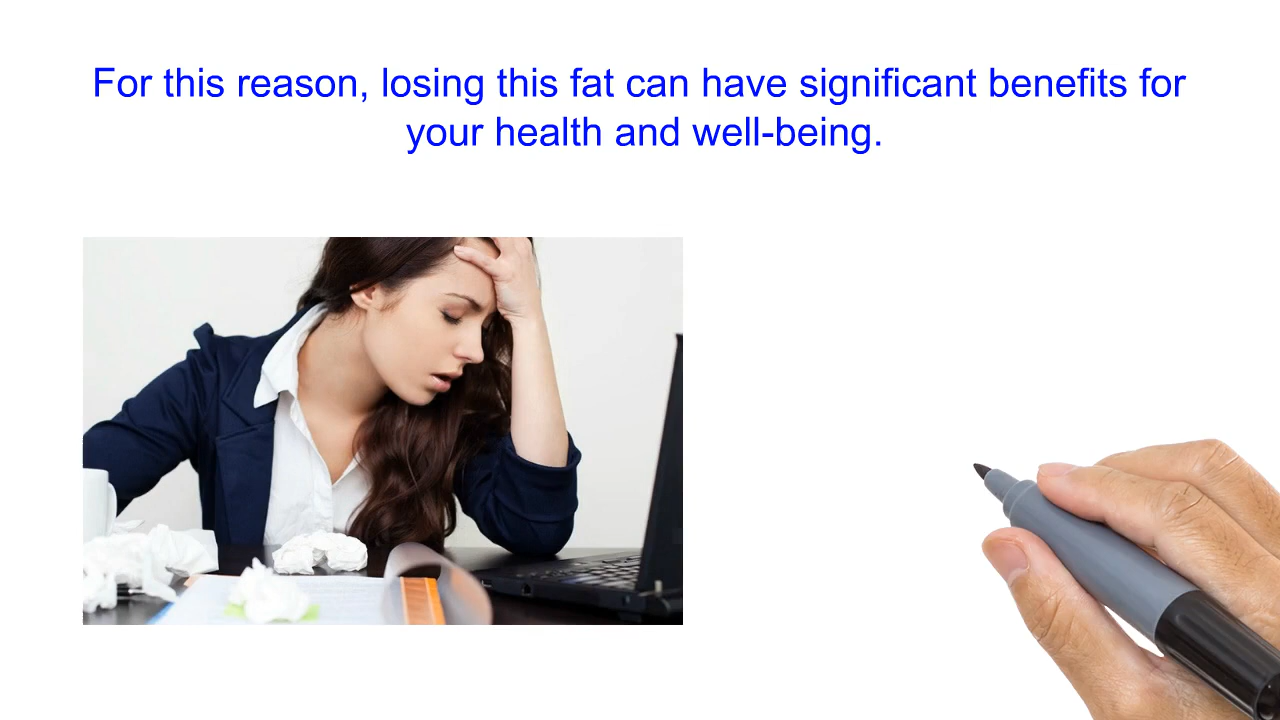 For this reason, losing this fat can have significant benefits for
your health and well-being.